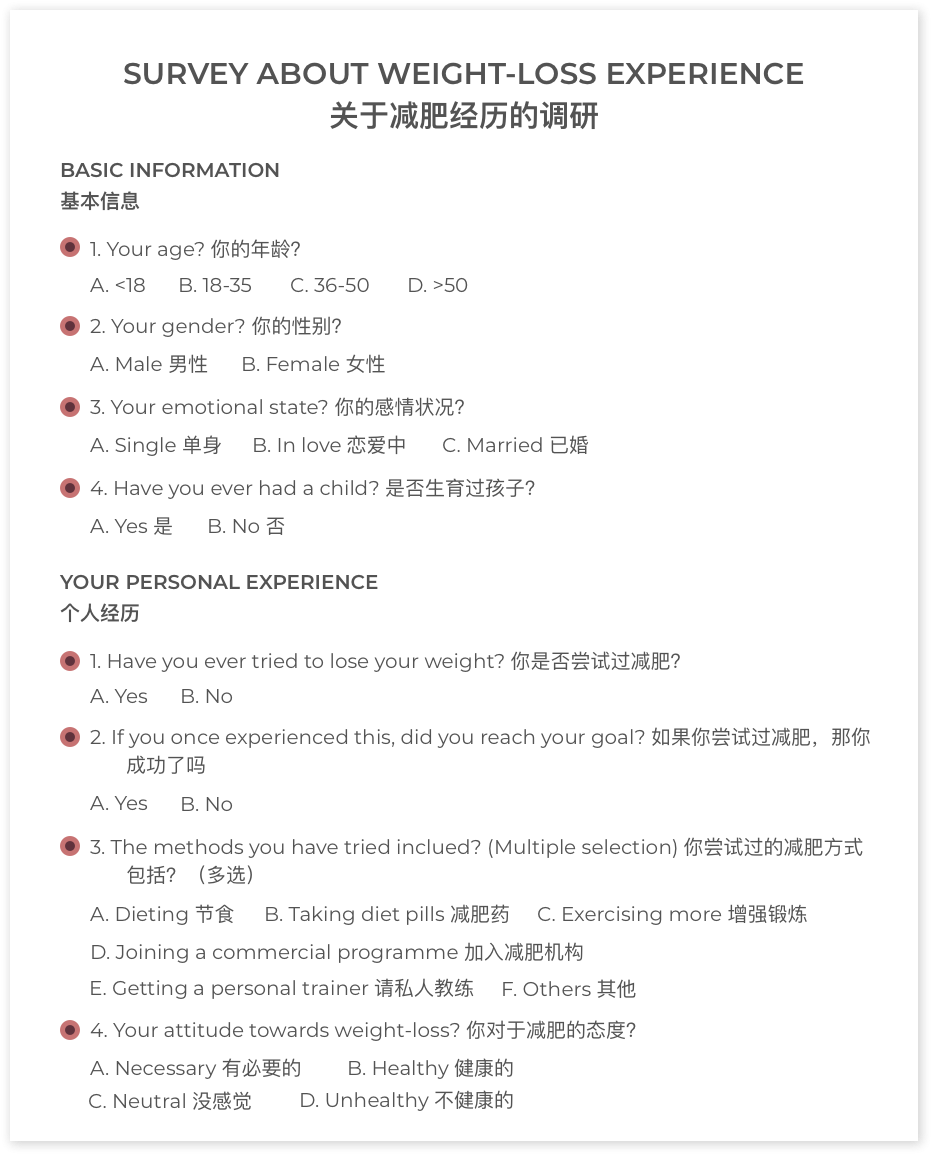 SURVEY ABOUT WEIGHT-LOSS EXPERIENCE
关于减肥经历的调研
BASIC INFORMATION
基本信息
1. Your age? 你的年龄？
A. <18 B. 18-35 C. 36-50 D. >50
2. Your gender? 你的性别？
A. Male 男性 B. Female 女性
3. Your emotional state? 你的感情状况？
A. Single 单身 B. In love 恋爱中 C. Married 已婚
4. Have you ever had a child? 是否生育过孩子？
A. Yes 是 B. No 否
YOUR PERSONAL EXPERIENCE
个人经历
1. Have you ever tried to lose your weight? 你是否尝试过减肥？
A. Yes B. No
2. If you once experienced this, did you reach your goal? 如果你尝试过减肥，那你
成功了吗
A. Yes B. No
3. The methods you have tried inclued? (Multiple selection) 你尝试过的减肥方式
包括？（多选）
A. Dieting 节食 B. Taking diet pills 减肥药 C. Exercising more 增强锻炼
D. Joining a commercial programme 加入减肥机构
E. Getting a personal trainer 请私人教练 F. Others 其他
4. Your attitude towards weight-loss? 你对于减肥的态度？
A. Necessary 有必要的 B. Healthy 健康的
C. Neutral 没感觉 D. Unhealthy 不健康的